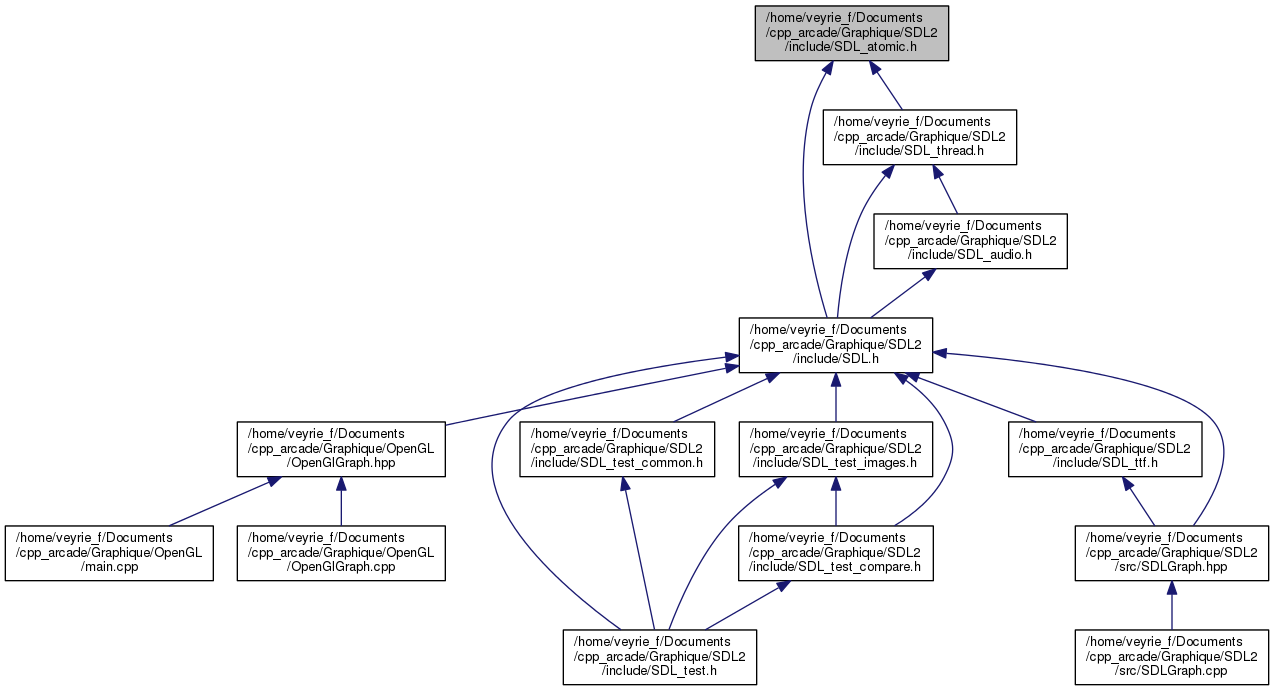 /home/veyrie_f/Documents
/cpp_arcade/Graphique/SDL2
/include/SDL_atomic.h
/home/veyrie_f/Documents
/cpp_arcade/Graphique/SDL2
/include/SDL_thread.h
/home/veyrie_f/Documents
/cpp_arcade/Graphique/SDL2
/include/SDL_audio.h
/home/veyrie_f/Documents
/cpp_arcade/Graphique/SDL2
/include/SDL.h
/home/veyrie_f/Documents
/cpp_arcade/Graphique/OpenGL
/OpenGlGraph.hpp
/home/veyrie_f/Documents
/cpp_arcade/Graphique/SDL2
/include/SDL_test_common.h
/home/veyrie_f/Documents
/cpp_arcade/Graphique/SDL2
/include/SDL_test_images.h
/home/veyrie_f/Documents
/cpp_arcade/Graphique/SDL2
/include/SDL_ttf.h
/home/veyrie_f/Documents
/cpp_arcade/Graphique/OpenGL
/main.cpp
/home/veyrie_f/Documents
/cpp_arcade/Graphique/OpenGL
/OpenGlGraph.cpp
/home/veyrie_f/Documents
/cpp_arcade/Graphique/SDL2
/include/SDL_test_compare.h
/home/veyrie_f/Documents
/cpp_arcade/Graphique/SDL2
/src/SDLGraph.hpp
/home/veyrie_f/Documents
/cpp_arcade/Graphique/SDL2
/include/SDL_test.h
/home/veyrie_f/Documents
/cpp_arcade/Graphique/SDL2
/src/SDLGraph.cpp